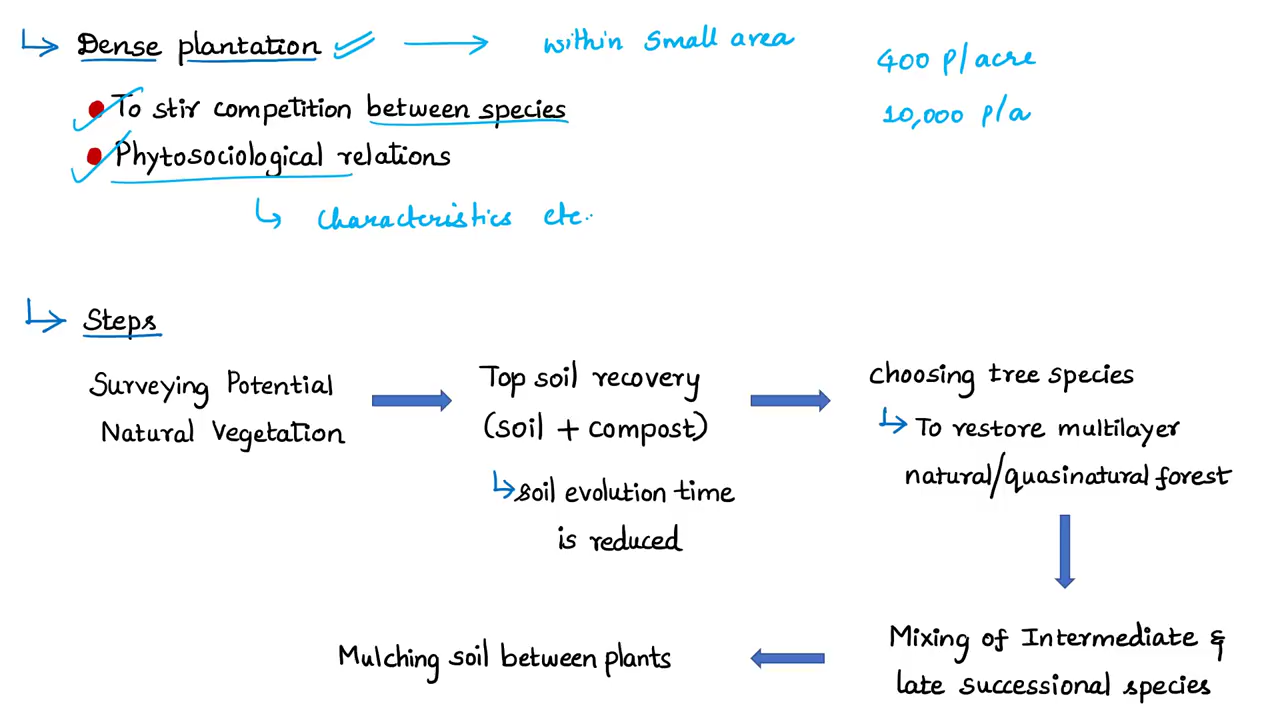 Dense plantation
within small area
400 p/acre
10,000 p/a
To stir competition between species
Phytosociological relations
characteristics etc.
Steps
Surveying Potential
Natural Vegetation
Top soil recovery
(soil + compost)
soil evolution time
is reduced
choosing tree species
To restore multilayer
natural/quasinatural forest
Mixing of Intermediate &
late successional species
Mulching soil between plants